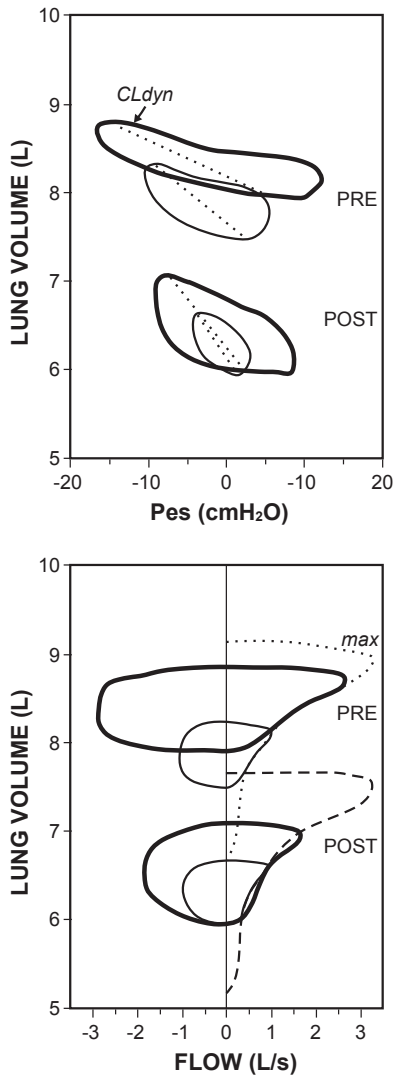 10
9
8
7
6
5
LUNG VOLUME (L)
CLdyn
PRE
POST
-20
-10
0
-10
20
Pes (cmH₂O)
10
9
8
7
6
5
LUNG VOLUME (L)
max
PRE
POST
-3
-2
-1
0
1
2
3
FLOW (L/s)